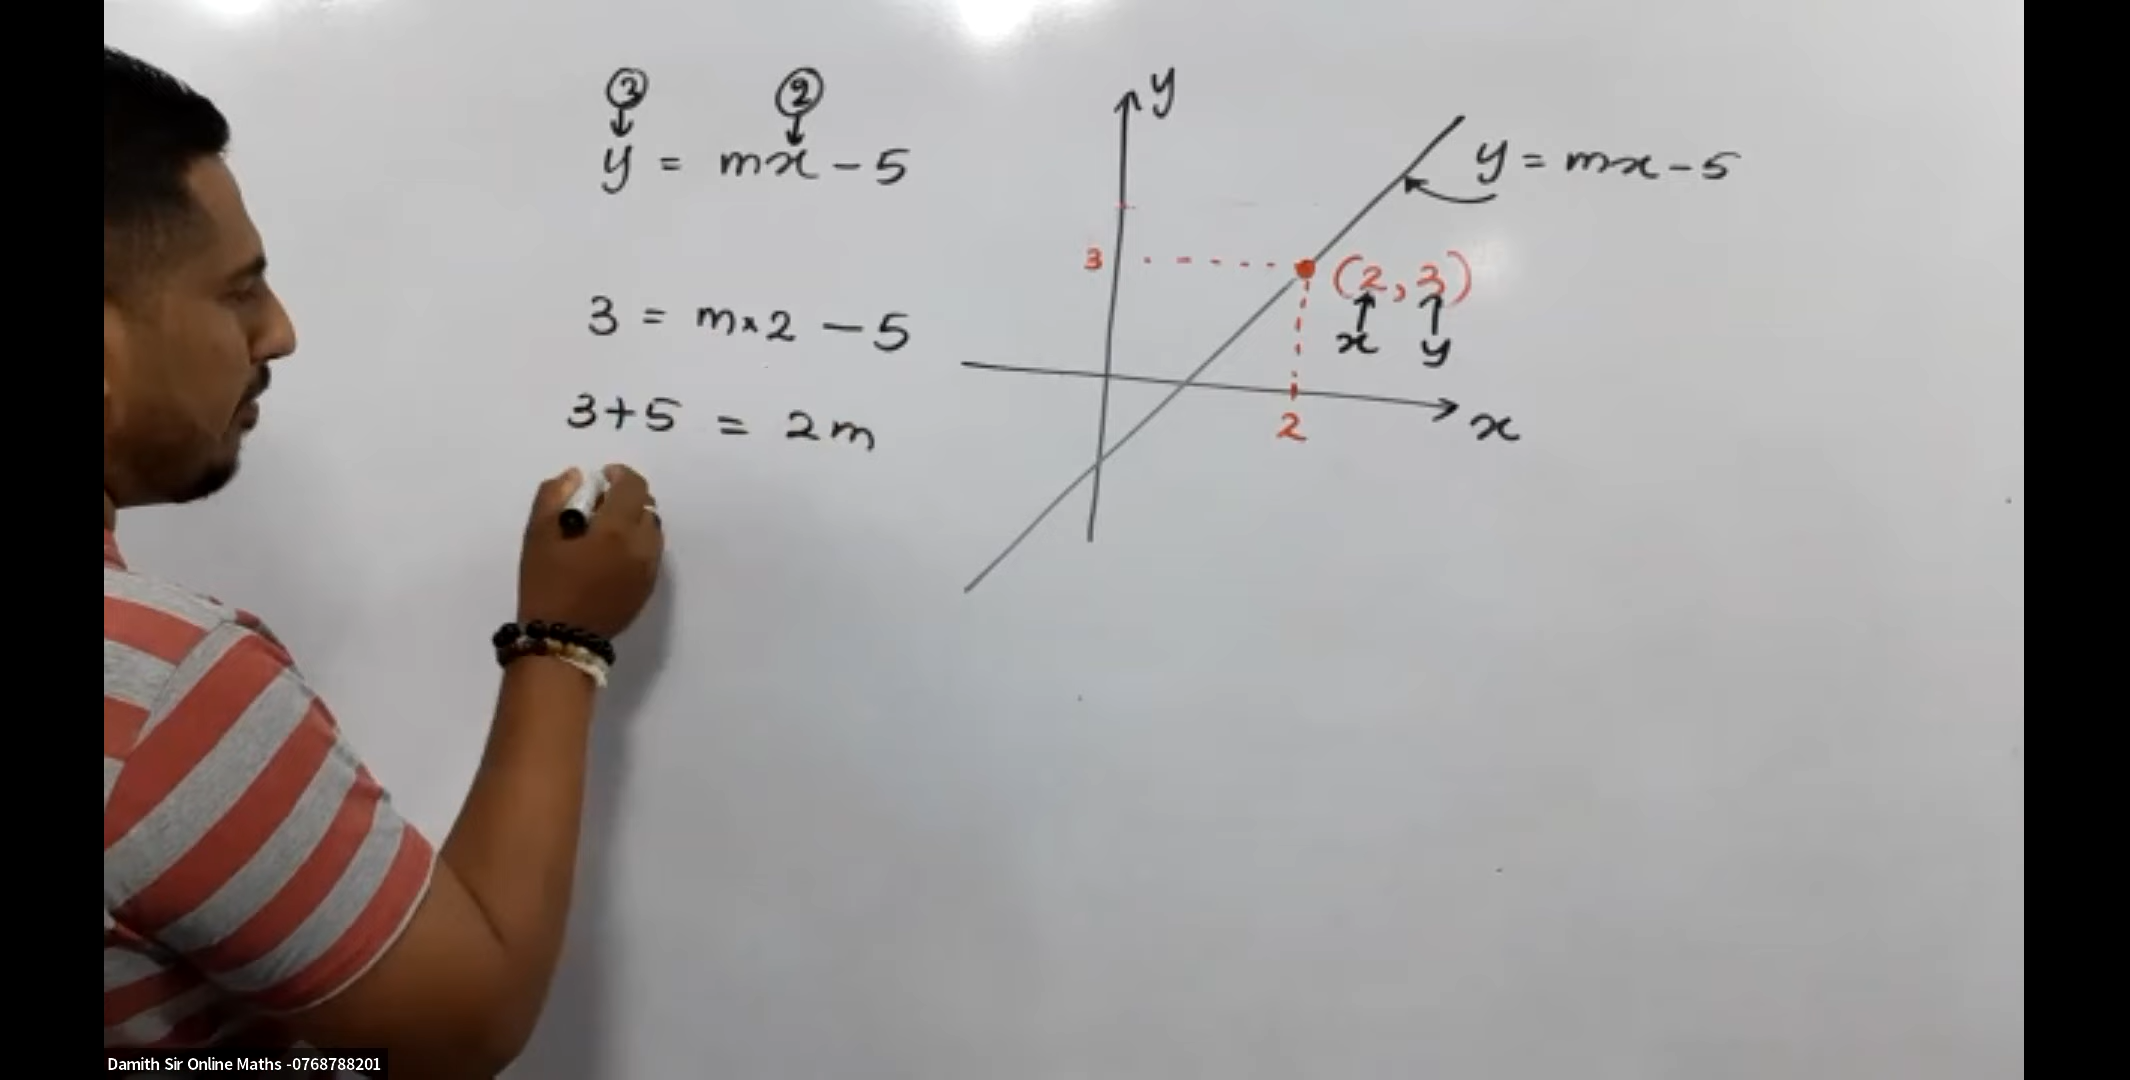 3 2
y = mx - 5
3 = m×2 - 5
3+5 = 2m
y
y = mx - 5
3
(2, 3)
x y
2
x
Damith Sir Online Maths -0768788201